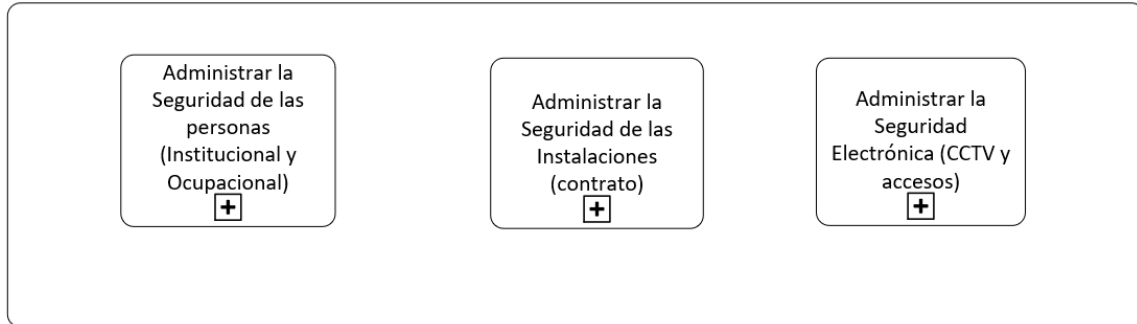 Administrar la
Seguridad de las
personas
(Institucional y
Ocupacional)
Administrar la
Seguridad de las
Instalaciones
(contrato)
Administrar la
Seguridad
Electrónica (CCTV y
accesos)